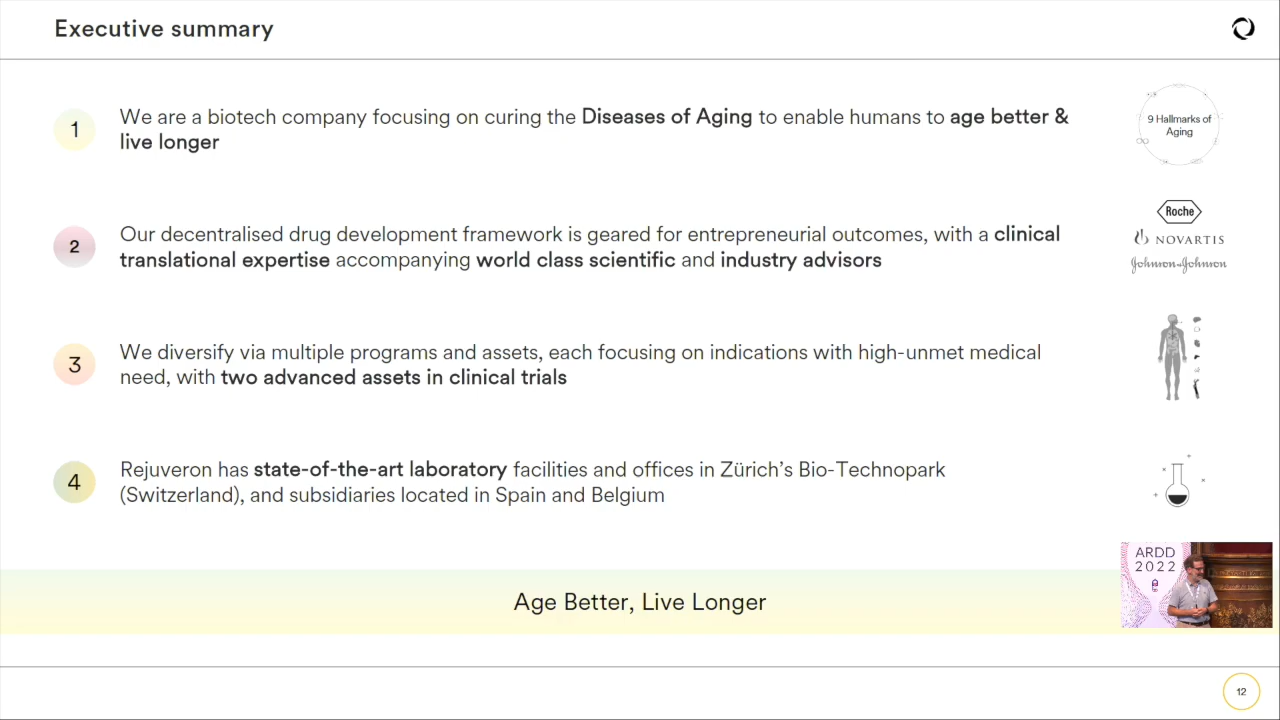 Executive summary
1
We are a biotech company focusing on curing the Diseases of Aging to enable humans to age better &
live longer
9 Hallmarks of
Aging
2
Our decentralised drug development framework is geared for entrepreneurial outcomes, with a clinical
translational expertise accompanying world class scientific and industry advisors
Roche
NOVARTIS
Johnson&Johnson
3
We diversify via multiple programs and assets, each focusing on indications with high-unmet medical
need, with two advanced assets in clinical trials
4
Rejuveron has state-of-the-art laboratory facilities and offices in Zürich's Bio-Technopark
(Switzerland), and subsidiaries located in Spain and Belgium
ARDD
2022
Age Better, Live Longer
12